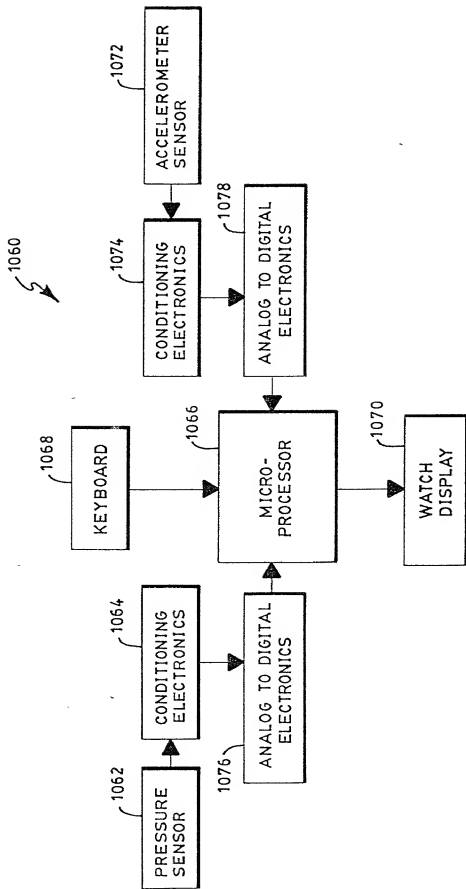 1060
1062
PRESSURE
SENSOR
1064
CONDITIONING
ELECTRONICS
1076
ANALOG TO DIGITAL
ELECTRONICS
1068
KEYBOARD
1066
MICRO-
PROCESSOR
1070
WATCH
DISPLAY
1074
CONDITIONING
ELECTRONICS
1072
ACCELEROMETER
SENSOR
1078
ANALOG TO DIGITAL
ELECTRONICS